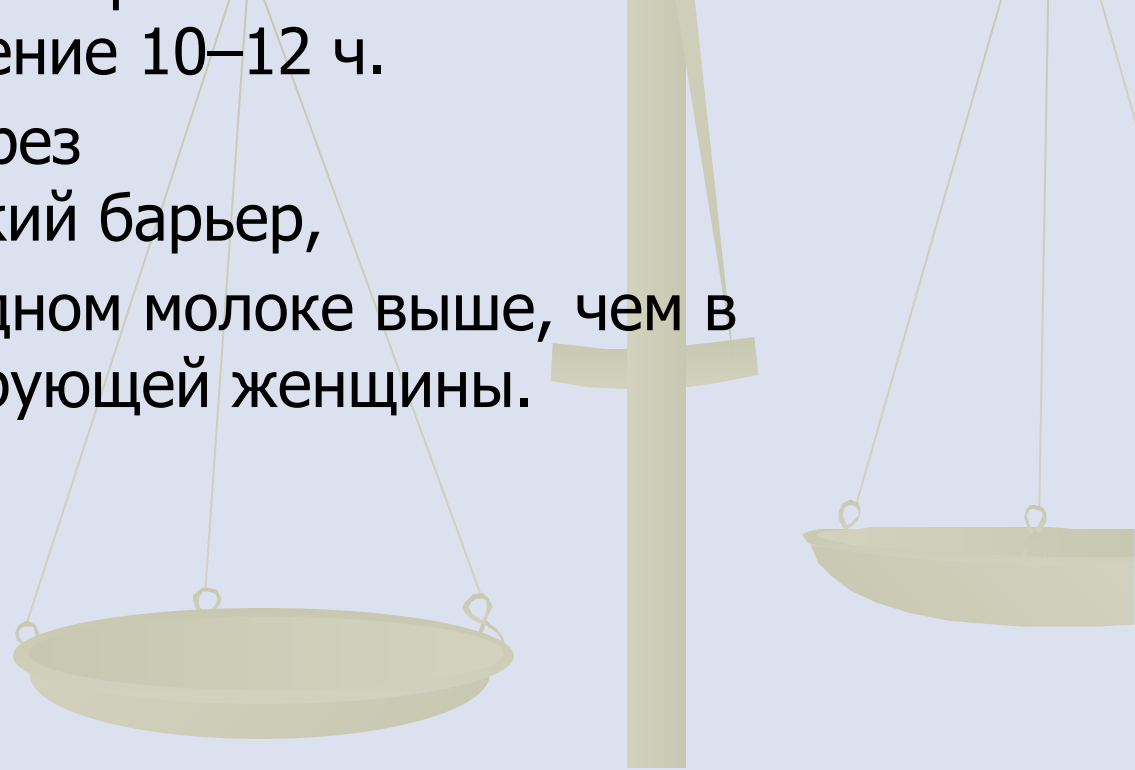 ение 10–12 ч.
рез
кий барьер,
дном молоке выше, чем в
рующей женщины.